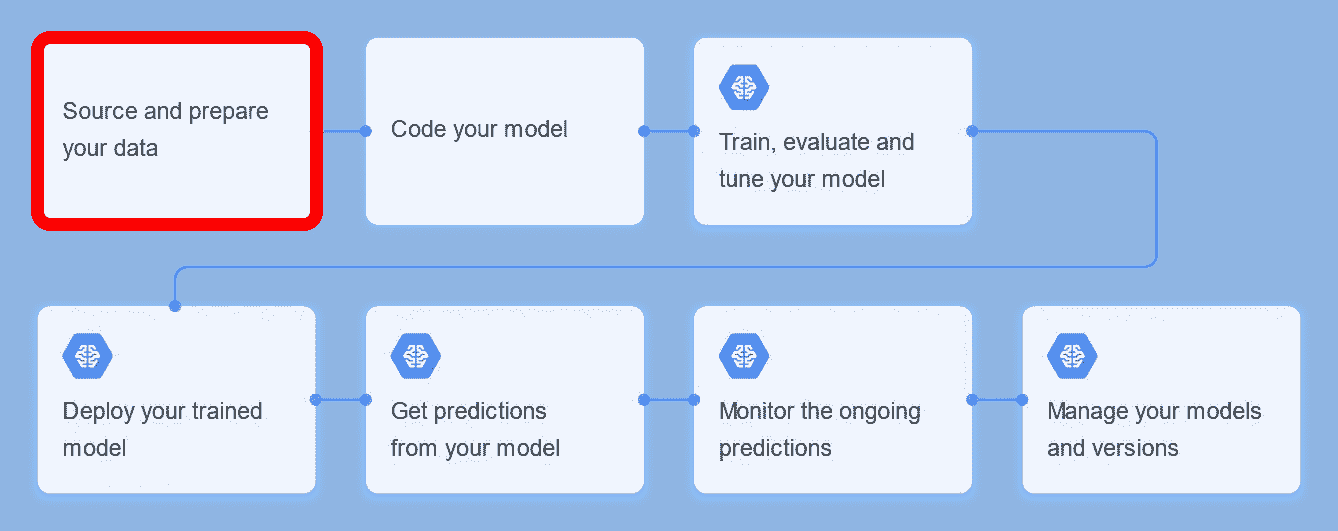 Source and prepare
your data
Code your model
Train, evaluate and
tune your model
Deploy your trained
model
Get predictions
from your model
Monitor the ongoing
predictions
Manage your models
and versions